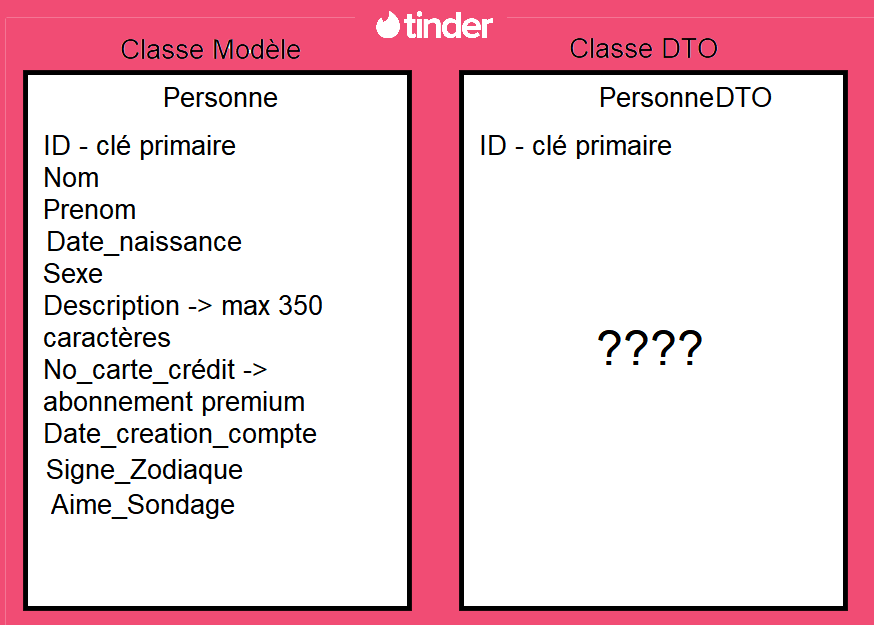 tinder
Classe Modèle
Classe DTO
Personne
ID - clé primaire
Nom
Prenom
Date_naissance
Sexe
Description -> max 350
caractères
No_carte_crédit ->
abonnement premium
Date_creation_compte
Signe_Zodiaque
Aime_Sondage
PersonneDTO
ID - clé primaire
????